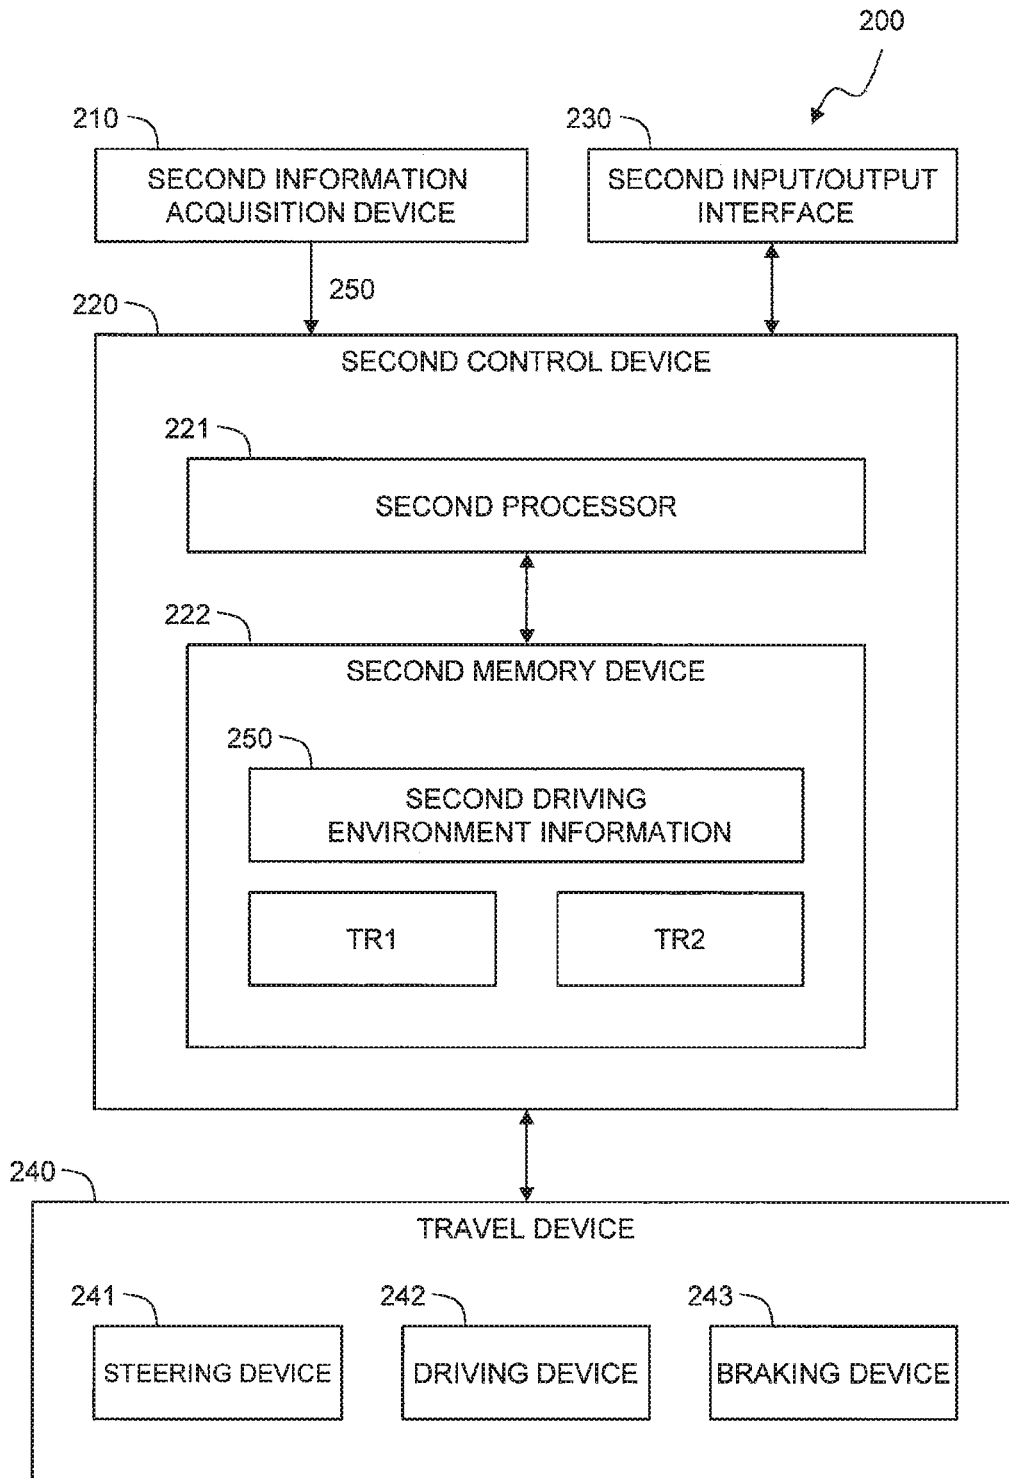 200
210
230
SECOND INFORMATION
ACQUISITION DEVICE
SECOND INPUT/OUTPUT
INTERFACE
250
220
SECOND CONTROL DEVICE
221
SECOND PROCESSOR
222
SECOND MEMORY DEVICE
250
SECOND DRIVING
ENVIRONMENT INFORMATION
TR1
TR2
240
TRAVEL DEVICE
241
242
243
STEERING DEVICE
DRIVING DEVICE
BRAKING DEVICE